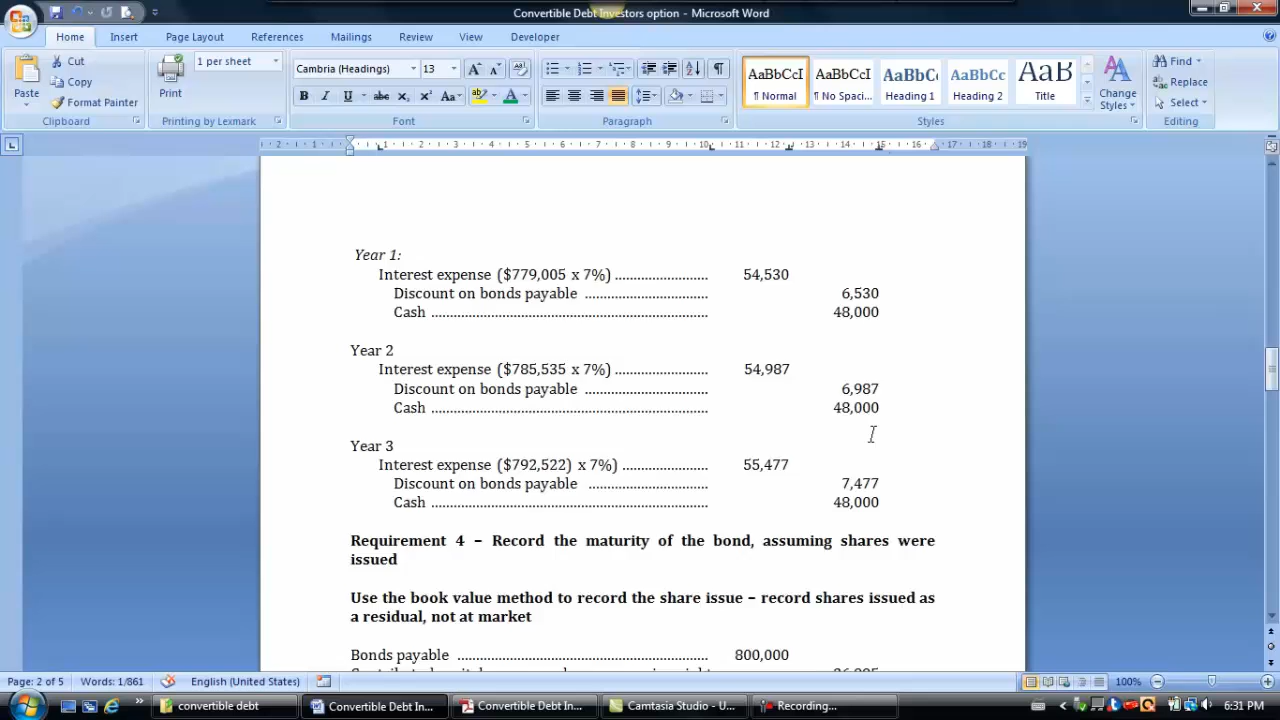 Convertible Debt Investors option - Microsoft Word
Home Insert Page Layout References Mailings Review View Developer
Paste Cut Copy Format Painter Clipboard
Print 1 per sheet Printing by Lexmark
Cambria (Headings) 13 Font
Paragraph
AaBbCcI AaBbCcI AaBbC AaBbCc AaB
¶ Normal ¶ No Spaci... Heading 1 Heading 2 Title
Change Styles Styles
Find Replace Select Editing
Year 1:
Interest expense ($779,005 x 7%) ........................ 54,530
Discount on bonds payable ................................ 6,530
Cash ........................................................................ 48,000
Year 2
Interest expense ($785,535 x 7%) ........................ 54,987
Discount on bonds payable ................................ 6,987
Cash ........................................................................ 48,000
Year 3
Interest expense ($792,522) x 7%) ...................... 55,477
Discount on bonds payable ............................... 7,477
Cash ........................................................................ 48,000
Requirement 4 – Record the maturity of the bond, assuming shares were
issued
Use the book value method to record the share issue – record shares issued as
a residual, not at market
Bonds payable ................................................................. 800,000
Page: 2 of 5 Words: 1/861 English (United States) 100%
convertible debt Convertible Debt In... Convertible Debt In... Camtasia Studio - U... Recording... 6:31 PM